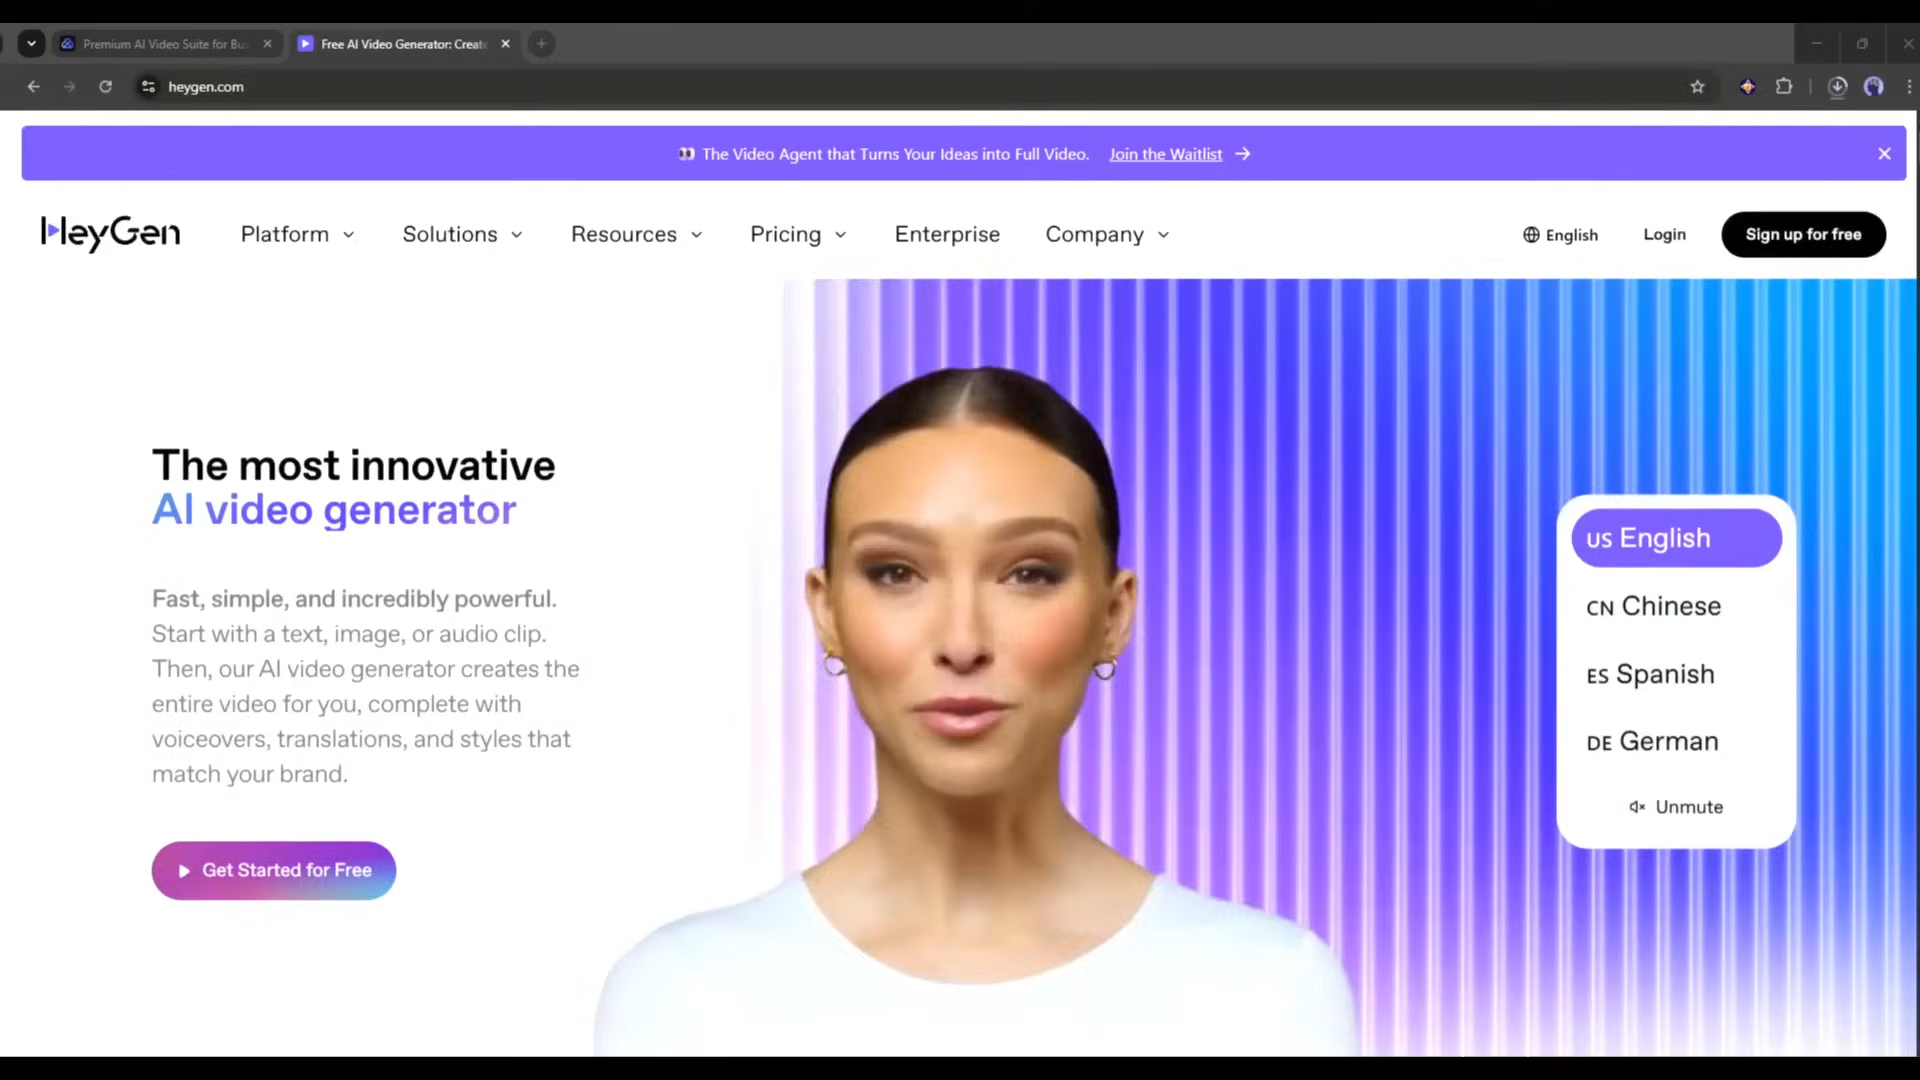 Premium AI Video Suite for Bu
Free AI Video Generator: Create
heygen.com
👀 The Video Agent that Turns Your Ideas into Full Video. Join the Waitlist →
HeyGen
Platform
Solutions
Resources
Pricing
Enterprise
Company
English
Login
Sign up for free
The most innovative
AI video generator
Fast, simple, and incredibly powerful.
Start with a text, image, or audio clip.
Then, our AI video generator creates the
entire video for you, complete with
voiceovers, translations, and styles that
match your brand.
Get Started for Free
US English
CN Chinese
ES Spanish
DE German
Unmute